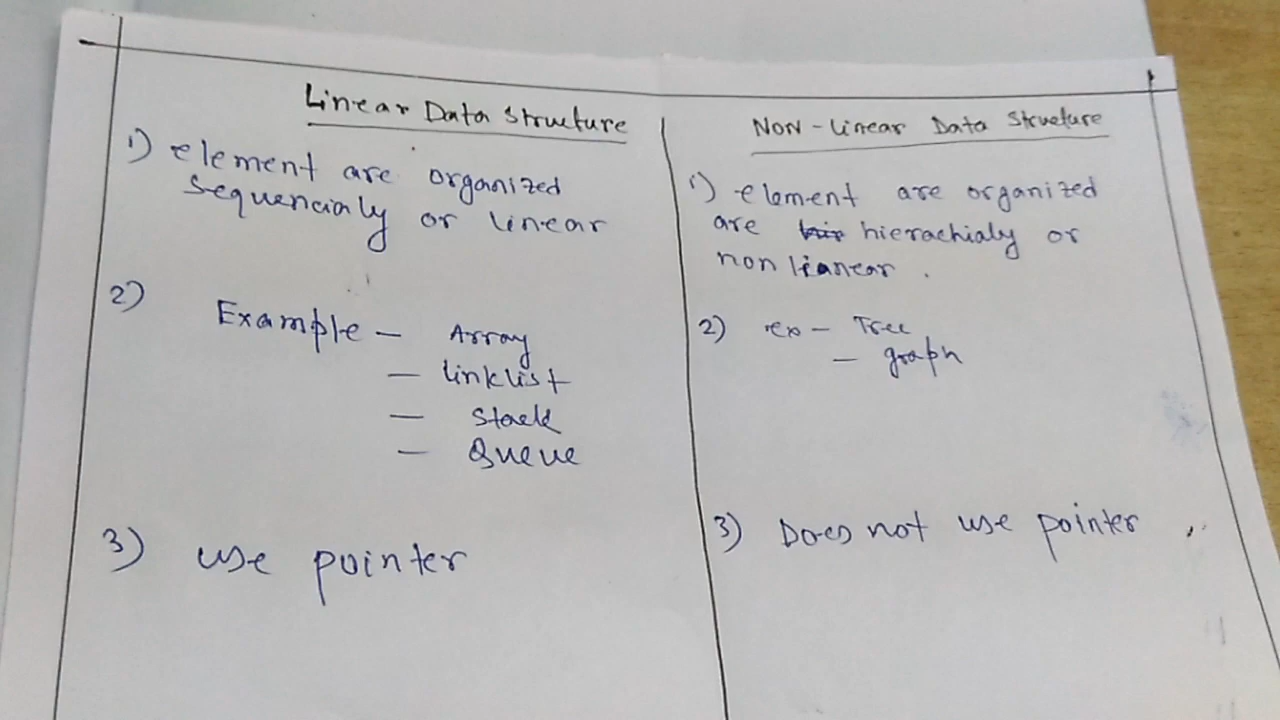 Linear Data Structure
1) element are organized
sequencialy or linear
2) Example - Array
- linklist
- Stack
- Queue
3) use pointer
Non-linear Data Structure
1) element are organized
are hierachialy or
non lianear .
2) ex - Tree
- graph
3) Does not use pointer